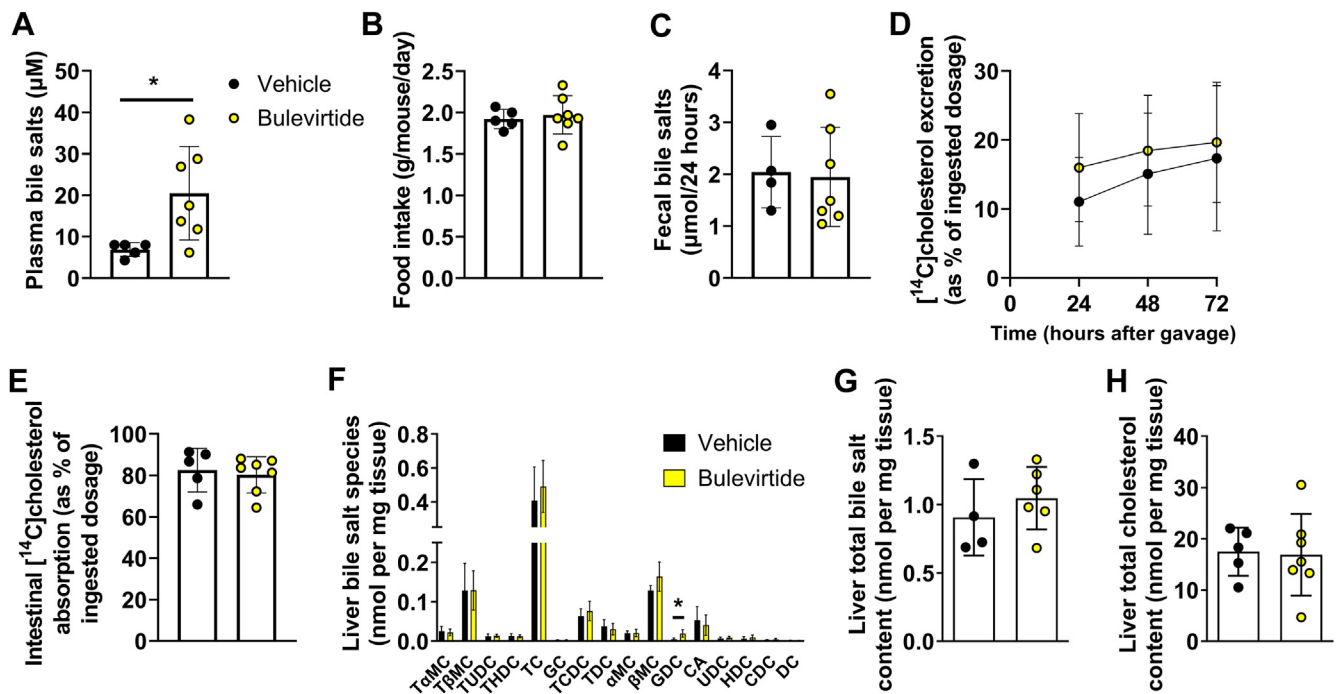 A
Plasma bile salts (µM)
50
40
30
20
10
0
*
Vehicle
Bulevirtide
B
Food intake (g/mouse/day)
2.5
2.0
1.5
1.0
0.5
0.0
C
Fecal bile salts
(µmol/24 hours)
4
3
2
1
0
D
[¹⁴C]cholesterol excretion
(as % of ingested dosage)
30
20
10
0
0
24
48
72
Time (hours after gavage)
E
Intestinal [¹⁴C]cholesterol
absorption (as % of
ingested dosage)
100
80
60
40
20
0
F
Liver bile salt species
(nmol per mg tissue)
0.8
0.6
0.4
0.2
0.1
0.0
Vehicle
Bulevirtide
*
TαMC
TβMC
TUDC
THDC
TC
GC
TCDC
TDC
αMC
βMC
GDC
CA
UDC
HDC
CDC
DC
G
Liver total bile salt
content (nmol per mg tissue)
1.5
1.0
0.5
0.0
H
Liver total cholesterol
content (nmol per mg tissue)
40
30
20
10
0